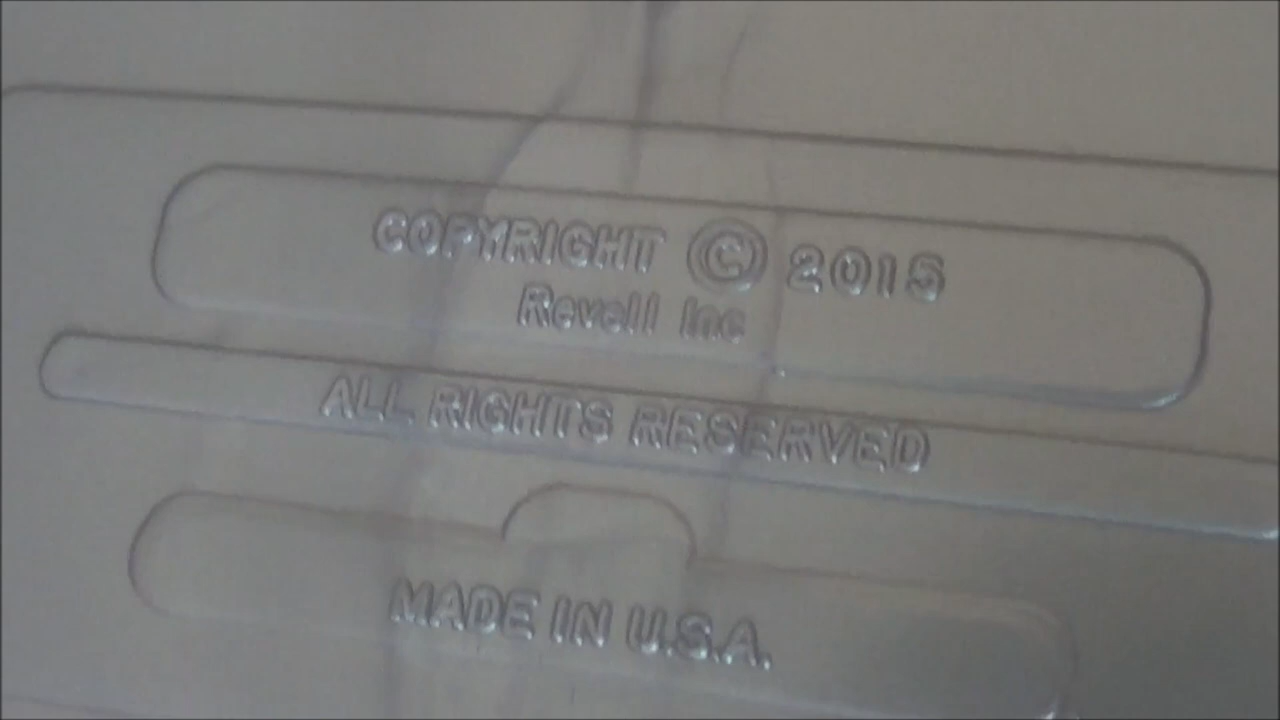 COPYRIGHT © 2015
Revell Inc
ALL RIGHTS RESERVED
MADE IN U.S.A.